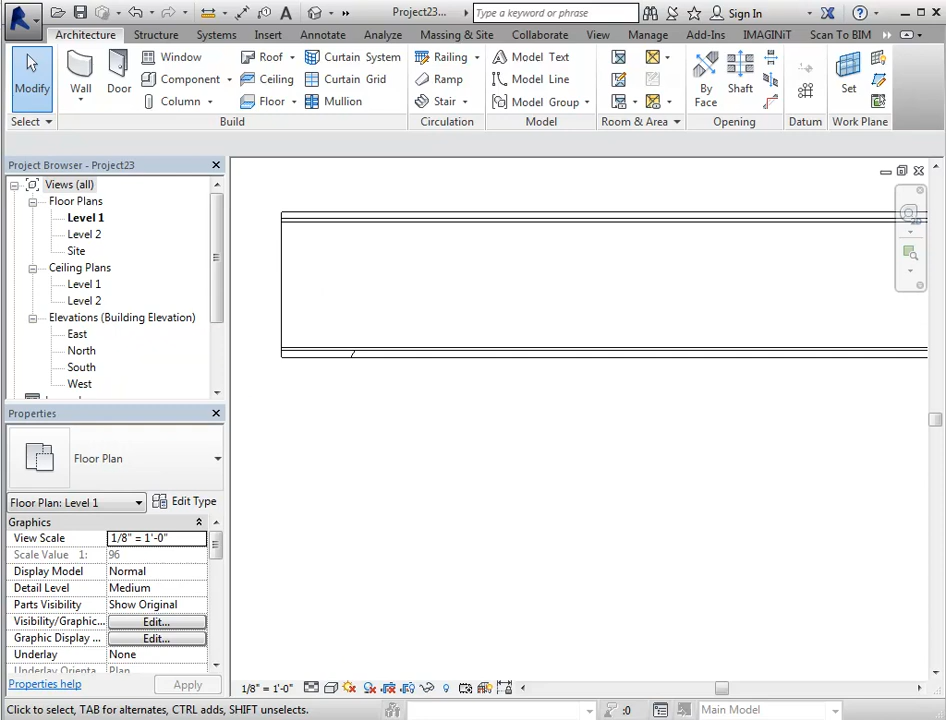 Project23...
Type a keyword or phrase
Sign In
Architecture Structure Systems Insert Annotate Analyze Massing & Site Collaborate View Manage Add-Ins IMAGINiT Scan To BIM
Modify
Wall
Door
Window
Component
Column
Roof
Ceiling
Floor
Curtain System
Curtain Grid
Mullion
Railing
Ramp
Stair
Model Text
Model Line
Model Group
By Face
Shaft
Set
Select Build Circulation Model Room & Area Opening Datum Work Plane
Project Browser - Project23
Views (all)
Floor Plans
Level 1
Level 2
Site
Ceiling Plans
Level 1
Level 2
Elevations (Building Elevation)
East
North
South
West
Properties
Floor Plan
Floor Plan: Level 1 Edit Type
Graphics
View Scale 1/8" = 1'-0"
Scale Value 1: 96
Display Model Normal
Detail Level Medium
Parts Visibility Show Original
Visibility/Graphic... Edit...
Graphic Display ... Edit...
Underlay None
Underlay Orienta... Plan
Properties help Apply
1/8" = 1'-0"
Click to select, TAB for alternates, CTRL adds, SHIFT unselects. :0 Main Model